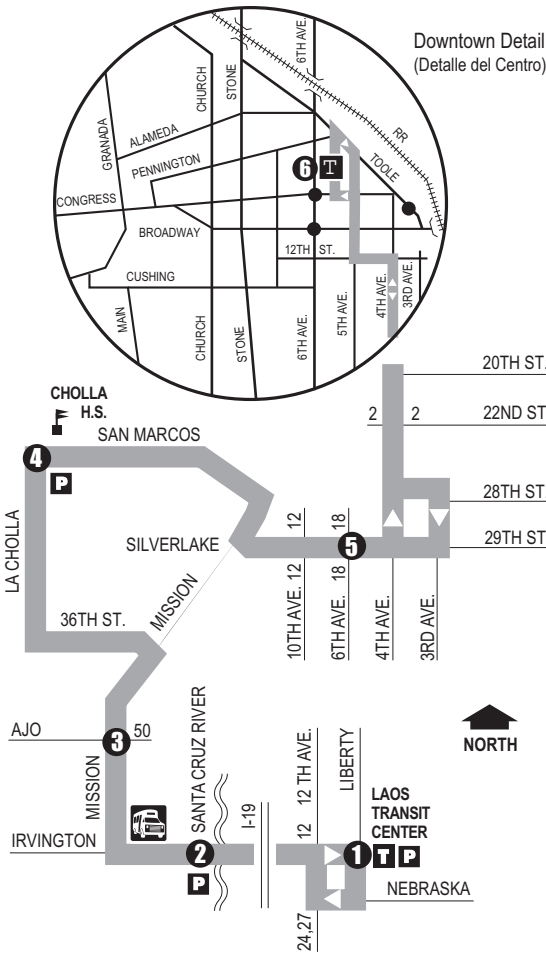 Downtown Detail
(Detalle del Centro)
6TH AVE.
CHURCH
STONE
RR
GRANADA
ALAMEDA
PENNINGTON
TOOLE
6 T
CONGRESS
BROADWAY
12TH ST.
CUSHING
MAIN
CHURCH
STONE
6TH AVE.
5TH AVE.
4TH AVE.
3RD AVE.
20TH ST.
CHOLLA
H.S.
2 2
22ND ST
SAN MARCOS
4
P
28TH ST.
LA CHOLLA
SILVERLAKE
12 18
5
29TH ST
MISSION
12 18
10TH AVE.
6TH AVE.
4TH AVE.
3RD AVE.
36TH ST.
AJO
3
50
NORTH
MISSION
SANTA CRUZ RIVER
I-19
12 TH AVE.
12
LIBERTY
LAOS
TRANSIT
CENTER
IRVINGTON
2
P
1 T P
NEBRASKA
24,27